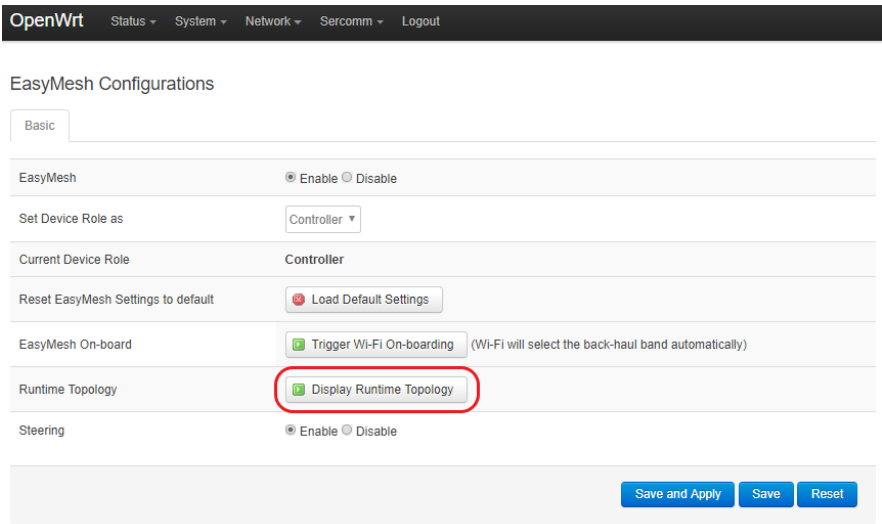 OpenWrt Status System Network Sercomm Logout
EasyMesh Configurations
Basic
EasyMesh Enable Disable
Set Device Role as Controller
Current Device Role Controller
Reset EasyMesh Settings to default Load Default Settings
EasyMesh On-board Trigger Wi-Fi On-boarding (Wi-Fi will select the back-haul band automatically)
Runtime Topology Display Runtime Topology
Steering Enable Disable
Save and Apply Save Reset